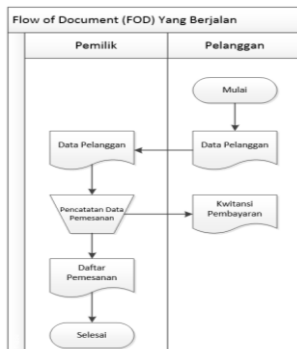 Flow of Document (FOD) Yang Berjalan
Pemilik
Pelanggan
Mulai
Data Pelanggan
Data Pelanggan
Pencatatan Data
Pemesanan
Kwitansi
Pembayaran
Daftar
Pemesanan
Selesai